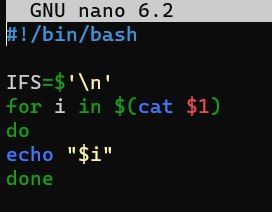 GNU nano 6.2
#!/bin/bash
IFS=$'\n'
for i in $(cat $1)
do
echo "$i"
done